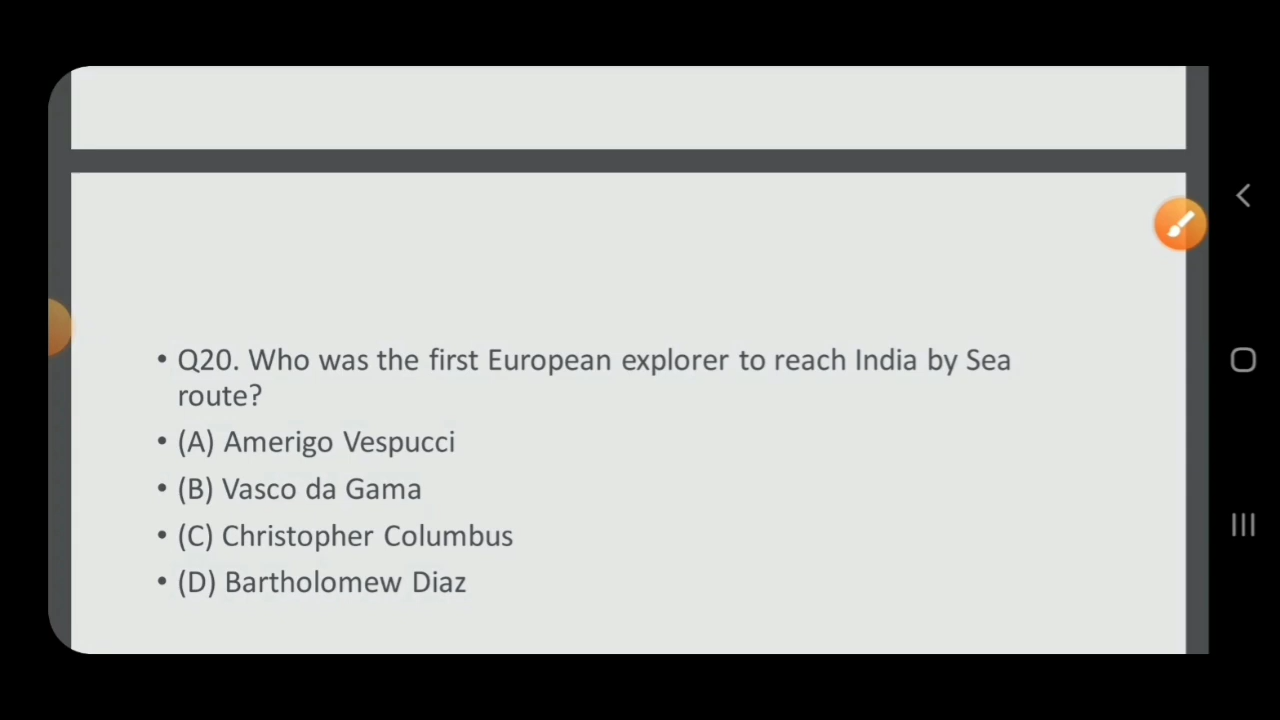 • Q20. Who was the first European explorer to reach India by Sea
route?
• (A) Amerigo Vespucci
• (B) Vasco da Gama
• (C) Christopher Columbus
• (D) Bartholomew Diaz